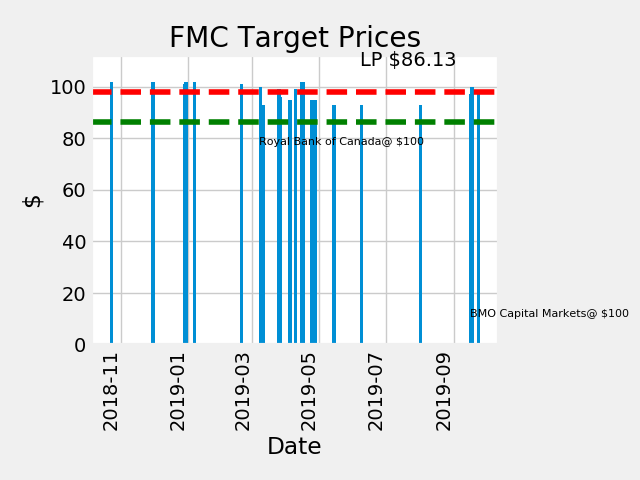 FMC Target Prices
LP $86.13
100
80
60
40
20
0
$
Royal Bank of Canada@ $100
BMO Capital Markets@ $100
2018-11
2019-01
2019-03
2019-05
2019-07
2019-09
Date